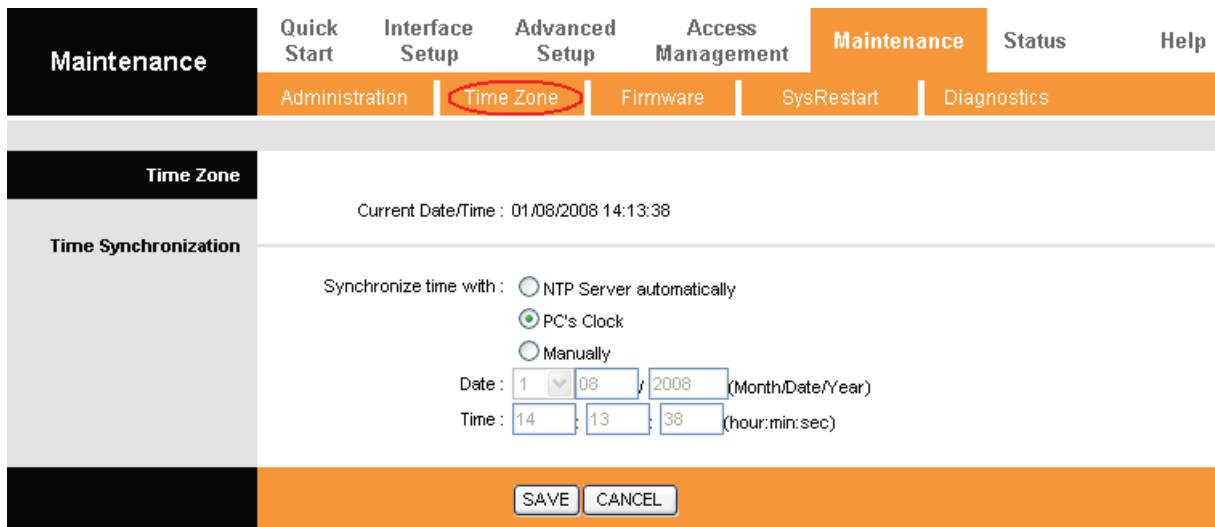 Maintenance
Quick Start
Interface Setup
Advanced Setup
Access Management
Maintenance
Status
Help
Administration
Time Zone
Firmware
SysRestart
Diagnostics
Time Zone
Current Date/Time : 01/08/2008 14:13:38
Time Synchronization
Synchronize time with : NTP Server automatically
PC's Clock
Manually
Date : 1 08 / 2008 (Month/Date/Year)
Time : 14 : 13 : 38 (hour:min:sec)
SAVE CANCEL